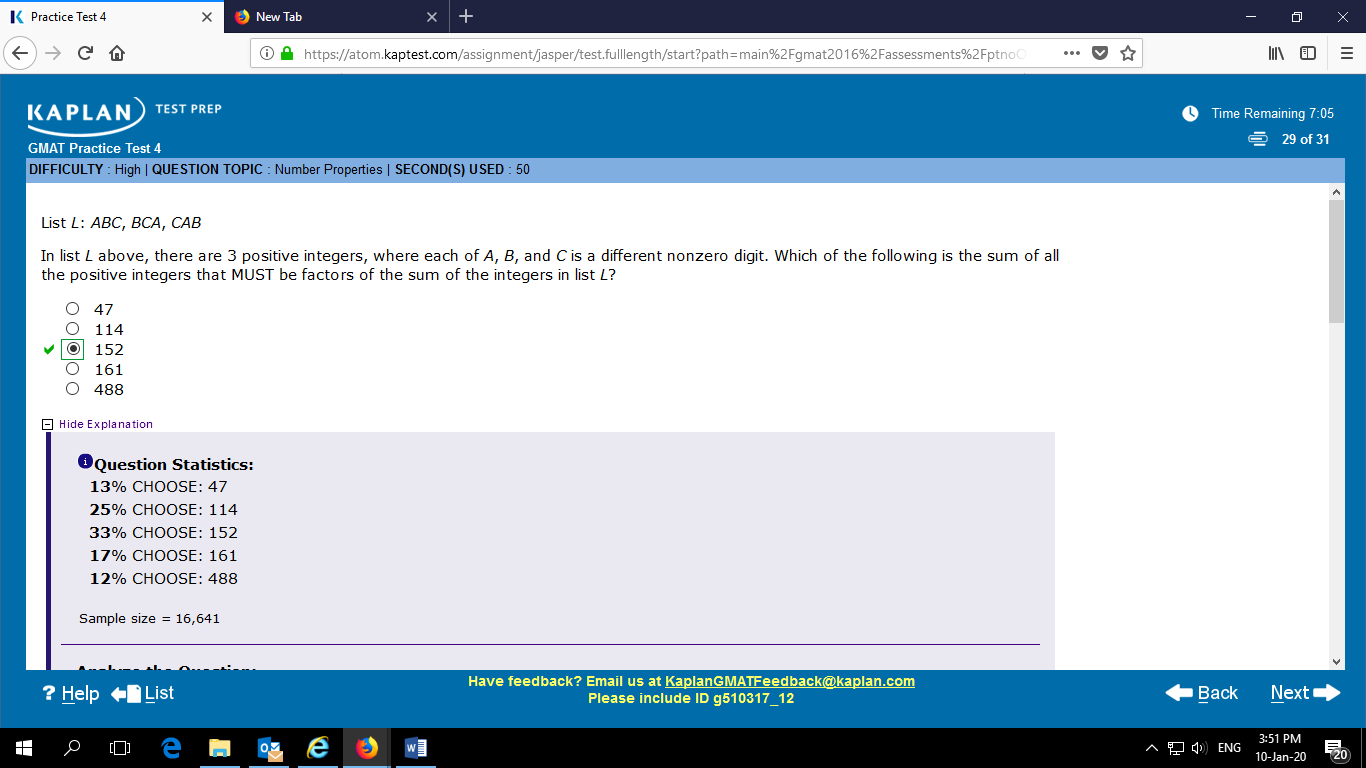 Practice Test 4
New Tab
https://atom.kaptest.com/assignment/jasper/test.fulllength/start?path=main%2Fgmat2016%2Fassessments%2Fptno
KAPLAN TEST PREP
Time Remaining 7:05
GMAT Practice Test 4
29 of 31
DIFFICULTY : High | QUESTION TOPIC : Number Properties | SECOND(S) USED : 50
List L: ABC, BCA, CAB
In list L above, there are 3 positive integers, where each of A, B, and C is a different nonzero digit. Which of the following is the sum of all
the positive integers that MUST be factors of the sum of the integers in list L?
47
114
152
161
488
Hide Explanation
Question Statistics:
13% CHOOSE: 47
25% CHOOSE: 114
33% CHOOSE: 152
17% CHOOSE: 161
12% CHOOSE: 488
Sample size = 16,641
Analyze the Question:
? Help List
Have feedback? Email us at KaplanGMATFeedback@kaplan.com
Please include ID g510317_12
Back Next
ENG
3:51 PM
10-Jan-20
20